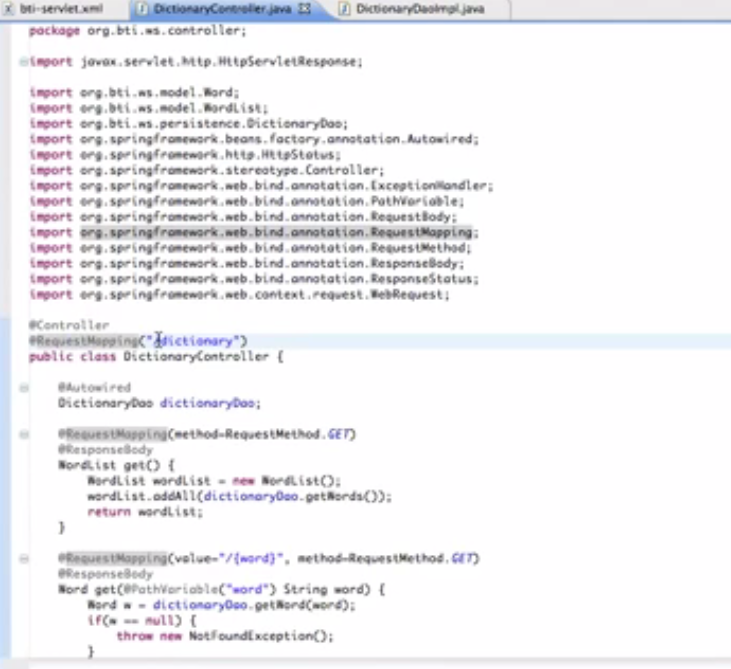 bti-servlet.xml DictionaryController.java DictionaryDaoImpl.java
package org.bti.ws.controller;
import javax.servlet.http.HttpServletResponse;
import org.bti.ws.model.Word;
import org.bti.ws.model.WordList;
import org.bti.ws.persistence.DictionaryDao;
import org.springframework.beans.factory.annotation.Autowired;
import org.springframework.http.HttpStatus;
import org.springframework.stereotype.Controller;
import org.springframework.web.bind.annotation.ExceptionHandler;
import org.springframework.web.bind.annotation.PathVariable;
import org.springframework.web.bind.annotation.RequestBody;
import org.springframework.web.bind.annotation.RequestMapping;
import org.springframework.web.bind.annotation.RequestMethod;
import org.springframework.web.bind.annotation.ResponseBody;
import org.springframework.web.bind.annotation.ResponseStatus;
import org.springframework.web.context.request.WebRequest;
@Controller
@RequestMapping("/dictionary")
public class DictionaryController {
@Autowired
DictionaryDao dictionaryDao;
@RequestMapping(method=RequestMethod.GET)
@ResponseBody
WordList get() {
WordList wordList = new WordList();
wordList.addAll(dictionaryDao.getWords());
return wordList;
}
@RequestMapping(value="/{word}", method=RequestMethod.GET)
@ResponseBody
Word get(@PathVariable("word") String word) {
Word w = dictionaryDao.getWord(word);
if(w == null) {
throw new NotFoundException();
}